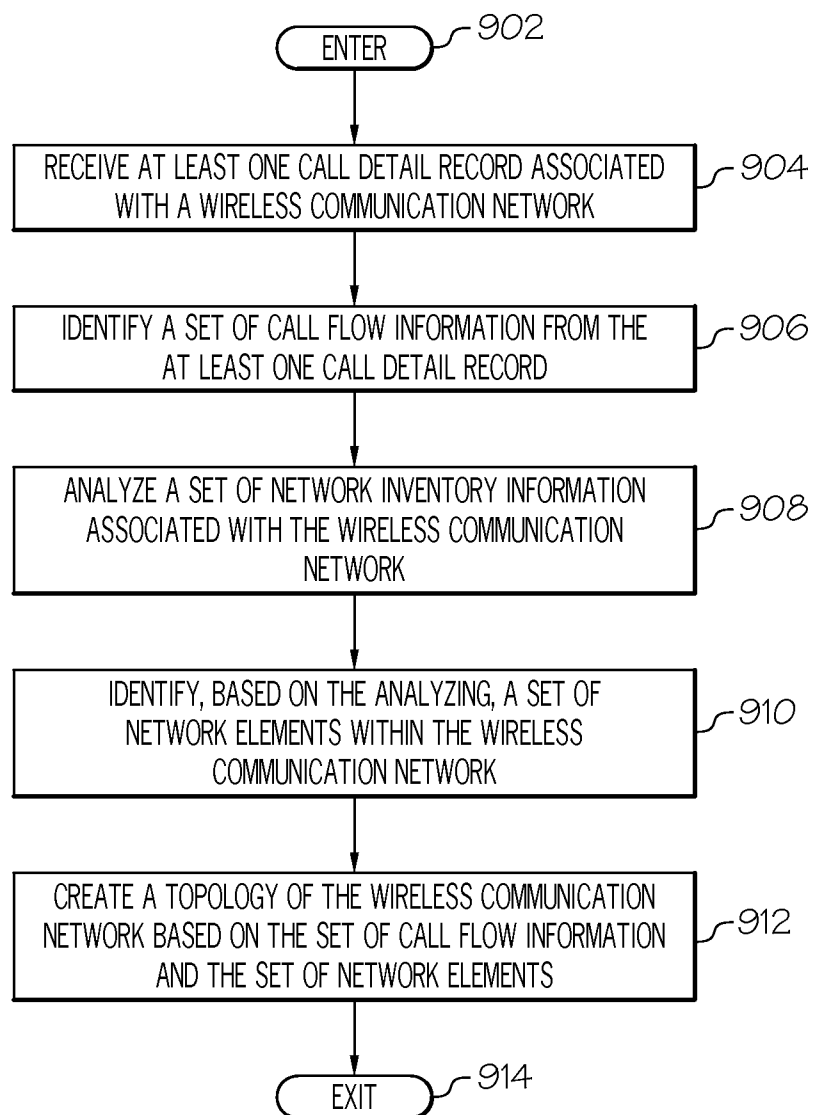 ENTER
902
RECEIVE AT LEAST ONE CALL DETAIL RECORD ASSOCIATED
WITH A WIRELESS COMMUNICATION NETWORK
904
IDENTIFY A SET OF CALL FLOW INFORMATION FROM THE
AT LEAST ONE CALL DETAIL RECORD
906
ANALYZE A SET OF NETWORK INVENTORY INFORMATION
ASSOCIATED WITH THE WIRELESS COMMUNICATION
NETWORK
908
IDENTIFY, BASED ON THE ANALYZING, A SET OF
NETWORK ELEMENTS WITHIN THE WIRELESS
COMMUNICATION NETWORK
910
CREATE A TOPOLOGY OF THE WIRELESS COMMUNICATION
NETWORK BASED ON THE SET OF CALL FLOW INFORMATION
AND THE SET OF NETWORK ELEMENTS
912
EXIT
914